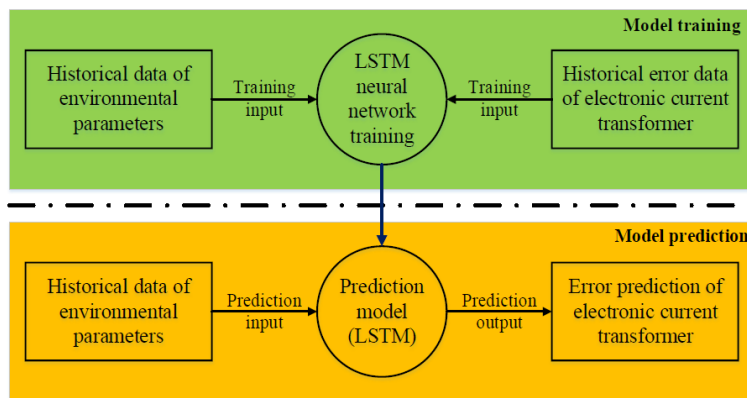 Model training
Historical data of
environmental
parameters
Training
input
LSTM
neural
network
training
Training
input
Historical error data
of electronic current
transformer
Model prediction
Historical data of
environmental
parameters
Prediction
input
Prediction
model
(LSTM)
Prediction
output
Error prediction of
electronic current
transformer